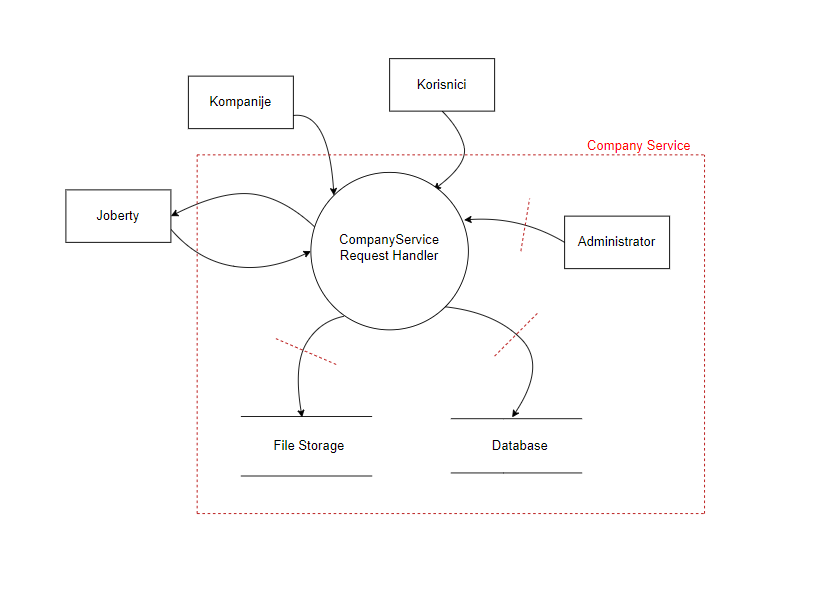 Korisnici
Kompanije
Company Service
Joberty
CompanyService
Request Handler
Administrator
File Storage
Database